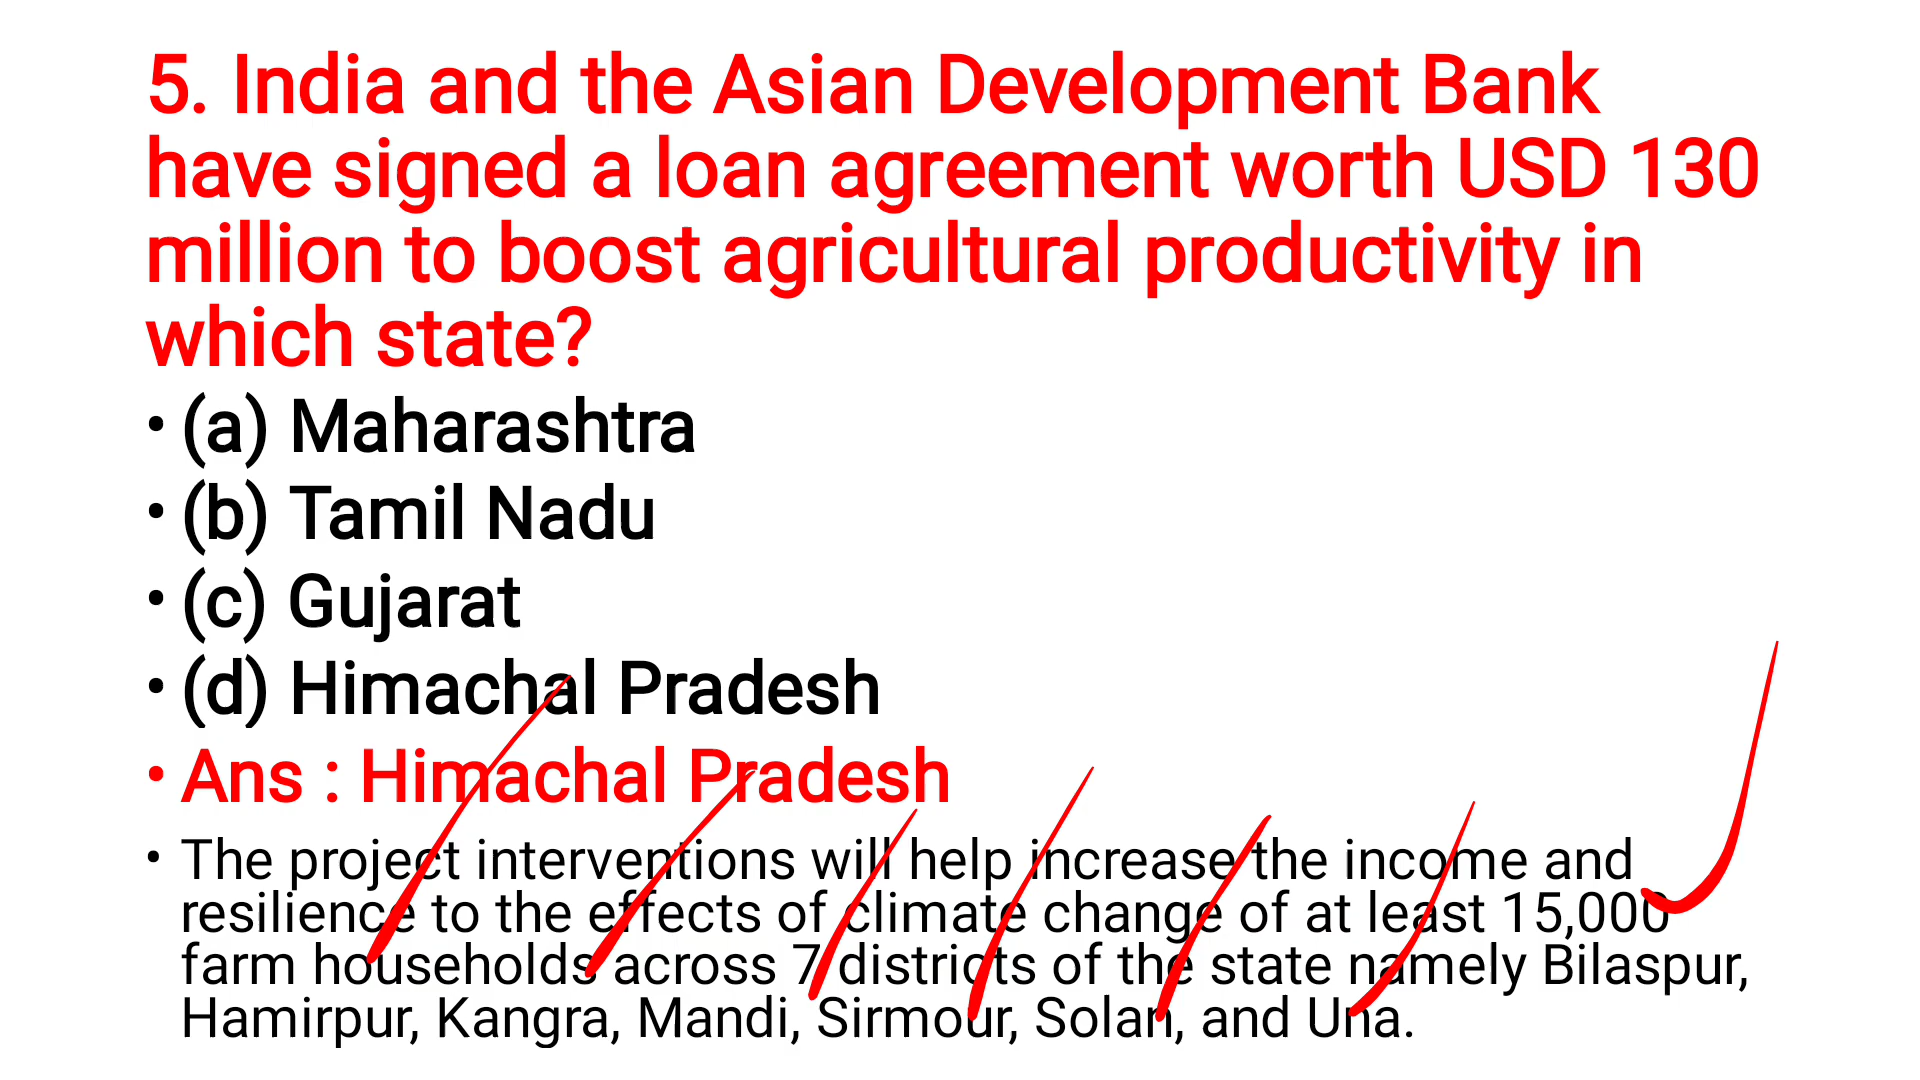 5. India and the Asian Development Bank
have signed a loan agreement worth USD 130
million to boost agricultural productivity in
which state?
• (a) Maharashtra
• (b) Tamil Nadu
• (c) Gujarat
• (d) Himachal Pradesh
• Ans : Himachal Pradesh
• The project interventions will help increase the income and
resilience to the effects of climate change of at least 15,000
farm households across 7 districts of the state namely Bilaspur,
Hamirpur, Kangra, Mandi, Sirmour, Solan, and Una.